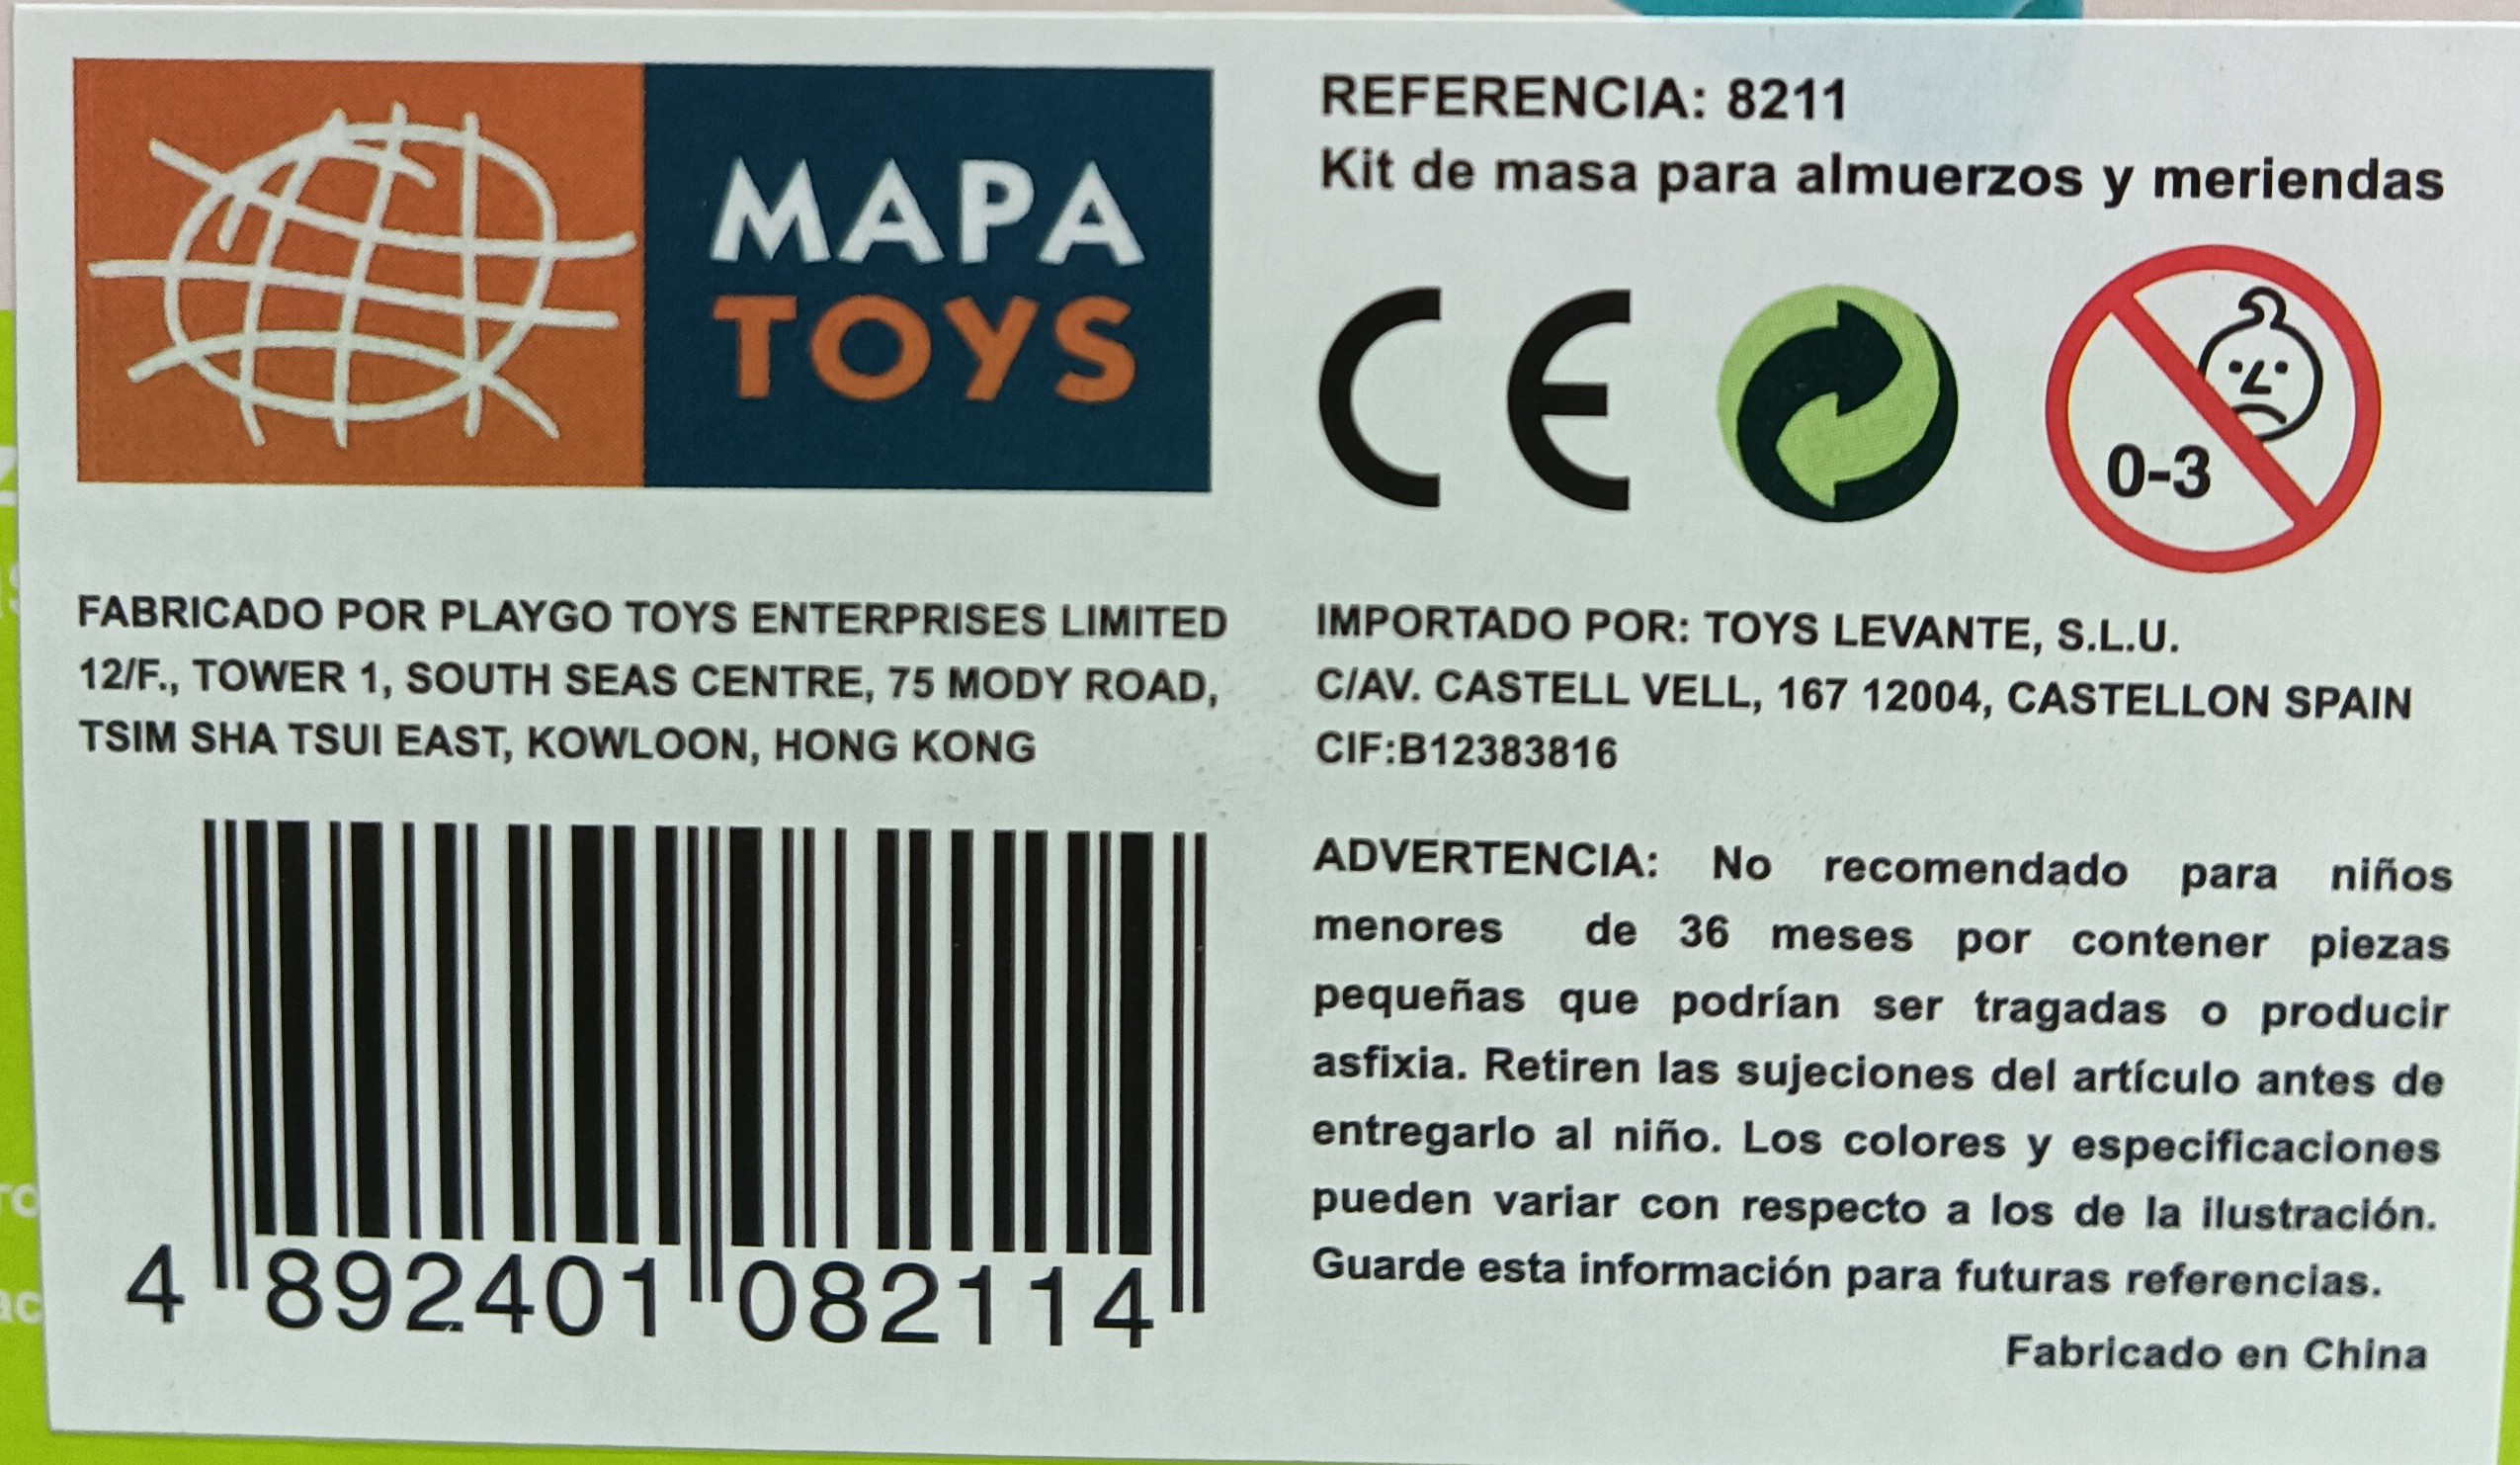 MAPA
TOYS
REFERENCIA: 8211
Kit de masa para almuerzos y meriendas
CE
0-3
FABRICADO POR PLAYGO TOYS ENTERPRISES LIMITED
12/F., TOWER 1, SOUTH SEAS CENTRE, 75 MODY ROAD,
TSIM SHA TSUI EAST, KOWLOON, HONG KONG
IMPORTADO POR: TOYS LEVANTE, S.L.U.
C/AV. CASTELL VELL, 167 12004, CASTELLON SPAIN
CIF:B12383816
4 892401 082114
ADVERTENCIA: No recomendado para niños
menores de 36 meses por contener piezas
pequeñas que podrían ser tragadas o producir
asfixia. Retiren las sujeciones del artículo antes de
entregarlo al niño. Los colores y especificaciones
pueden variar con respecto a los de la ilustración.
Guarde esta información para futuras referencias.
Fabricado en China